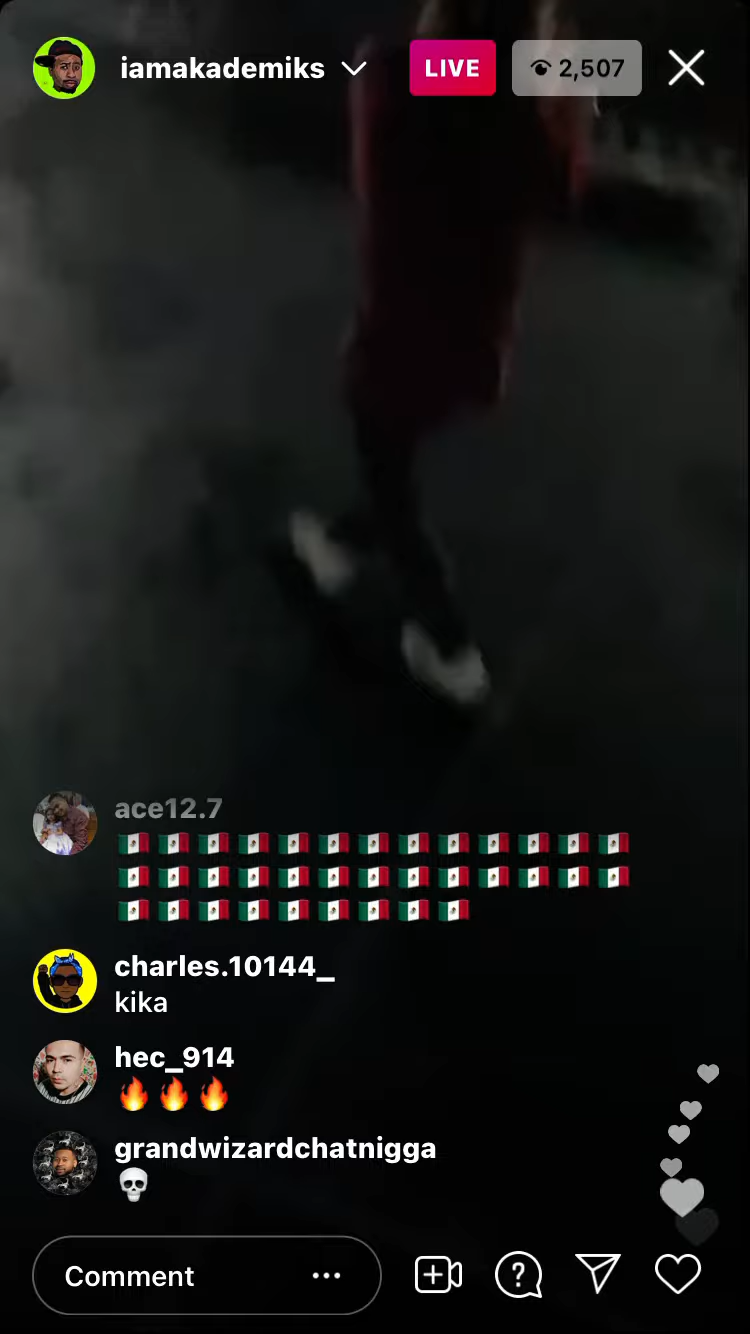 iamakademiks LIVE 2,507
ace12.7
🇲🇽🇲🇽🇲🇽🇲🇽🇲🇽🇲🇽🇲🇽🇲🇽🇲🇽🇲🇽🇲🇽🇲🇽🇲🇽
🇲🇽🇲🇽🇲🇽🇲🇽🇲🇽🇲🇽🇲🇽🇲🇽🇲🇽🇲🇽🇲🇽🇲🇽🇲🇽
🇲🇽🇲🇽🇲🇽🇲🇽🇲🇽🇲🇽🇲🇽🇲🇽🇲🇽
charles.10144_
kika
hec_914
🔥🔥🔥
grandwizardchatnigga
💀
Comment ...